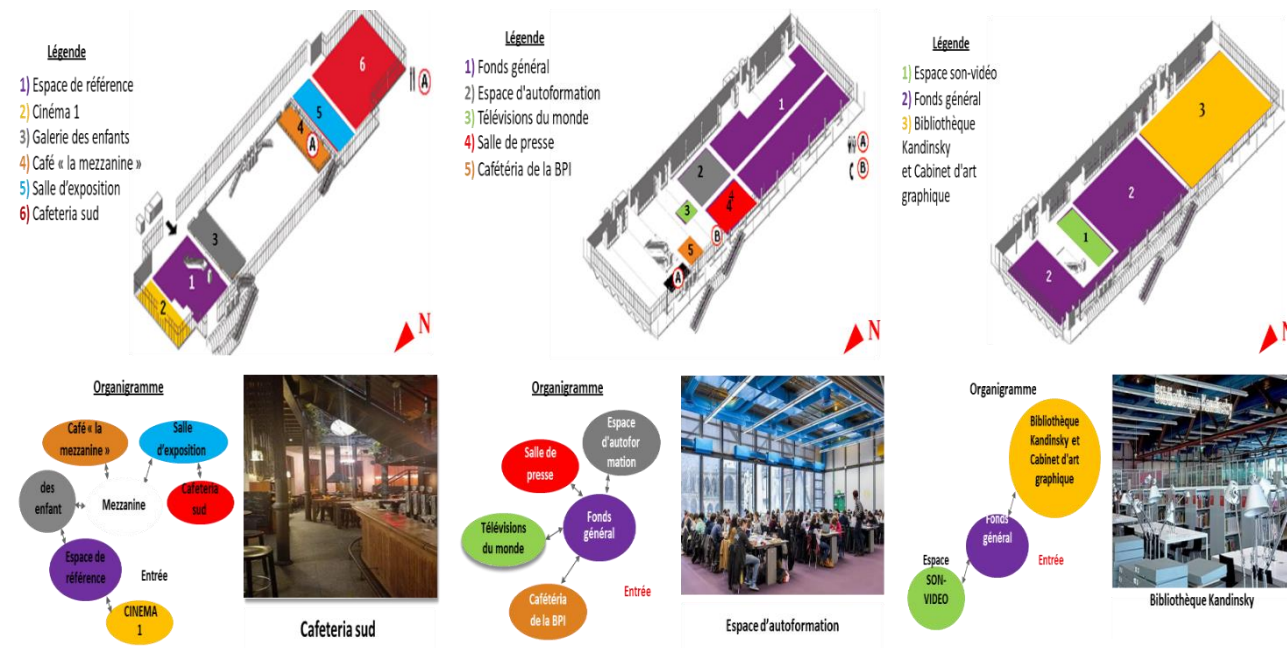 Légende
1) Espace de référence
2) Cinéma 1
3) Galerie des enfants
4) Café « la mezzanine »
5) Salle d'exposition
6) Cafeteria sud
6
A
5
4
A
3
1
2
N
Légende
1) Fonds général
2) Espace d'autoformation
3) Télévisions du monde
4) Salle de presse
5) Cafétéria de la BPI
1
2
3
4
5
A
B
B
A
N
Légende
1) Espace son-vidéo
2) Fonds général
3) Bibliothèque
Kandinsky
et Cabinet d'art
graphique
3
2
1
2
N
Organigramme
Café « la
mezzanine »
Salle
d'exposition
des
enfant
Mezzanine
Cafeteria
sud
Espace de
référence
Entrée
CINEMA
1
Cafeteria sud
Organigramme
Espace
d'autofor
mation
Salle de
presse
Fonds
général
Télévisions
du monde
Cafétéria
de la BPI
Entrée
Espace d'autoformation
Organigramme
Bibliothèque
Kandinsky et
Cabinet d'art
graphique
Fonds
général
Entrée
Espace
SON-
VIDEO
Bibliothèque Kandinsky